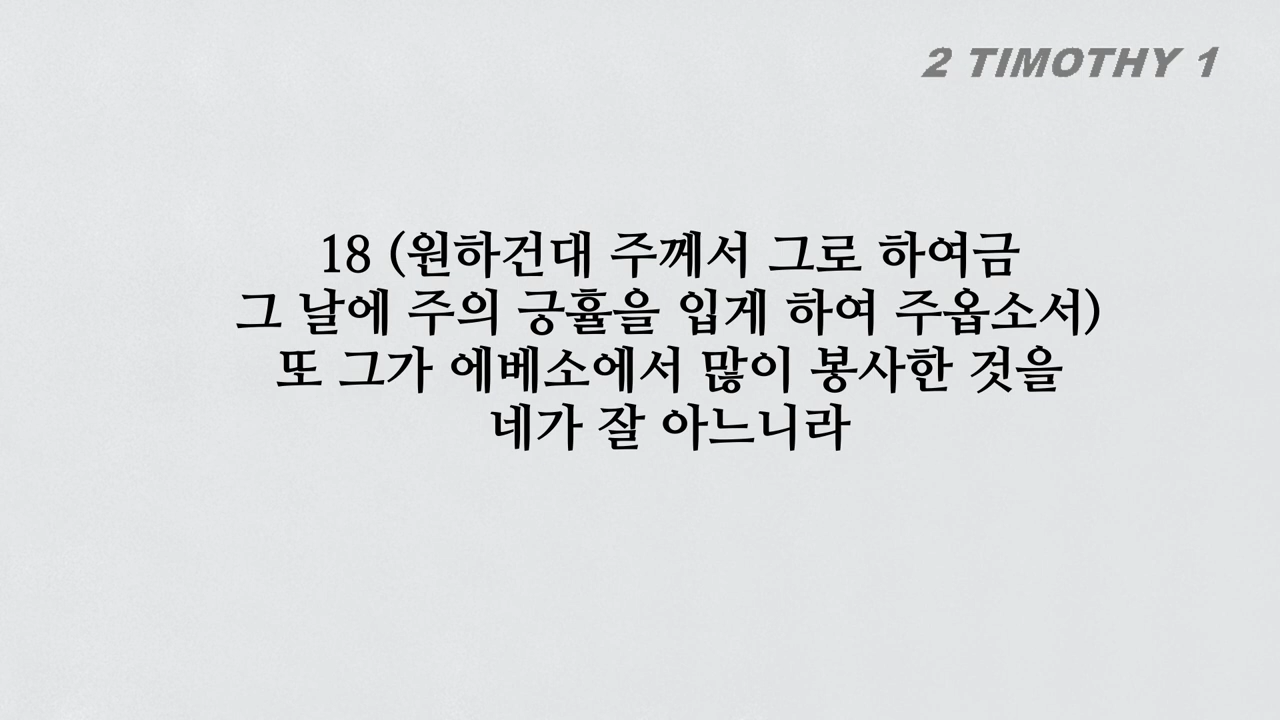 2 TIMOTHY 1
18 (원하건대 주께서 그로 하여금
그 날에 주의 긍휼을 입게 하여 주옵소서)
또 그가 에베소에서 많이 봉사한 것을
네가 잘 아느니라